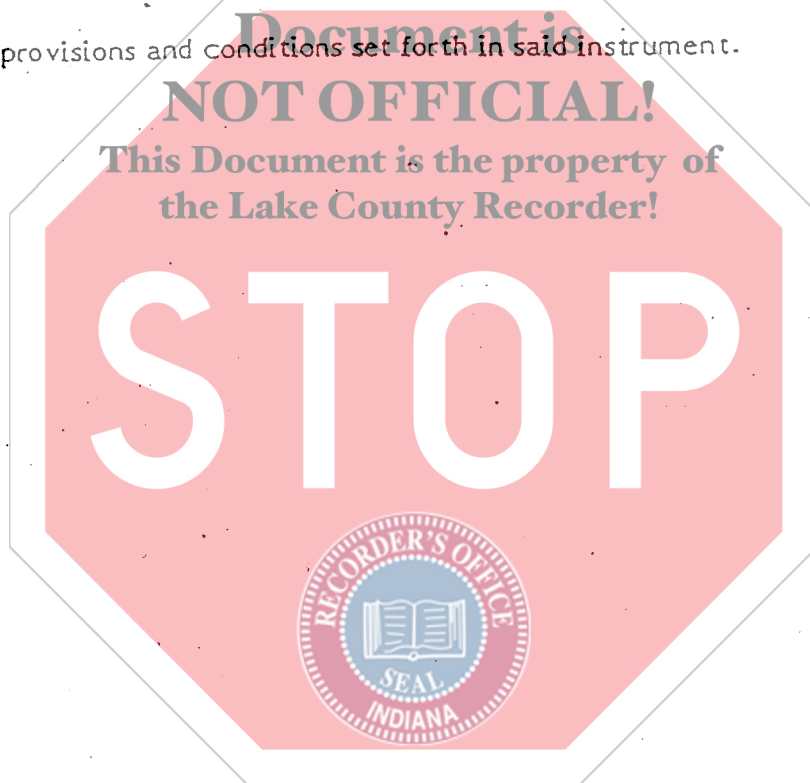 Document is
provisions and conditions set forth in said instrument.
NOT OFFICIAL!
This Document is the property of
the Lake County Recorder!
STOP
RECORDER'S OFFICE
SEAL
INDIANA